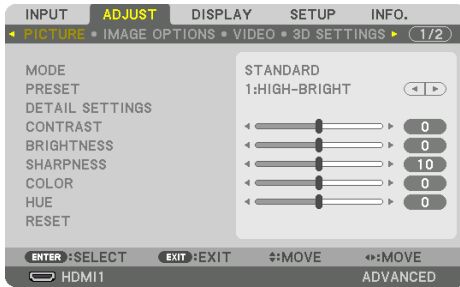 INPUT ADJUST DISPLAY SETUP INFO.
PICTURE • IMAGE OPTIONS • VIDEO • 3D SETTINGS 1/2
MODE STANDARD
PRESET 1:HIGH-BRIGHT
DETAIL SETTINGS
CONTRAST 0
BRIGHTNESS 0
SHARPNESS 10
COLOR 0
HUE 0
RESET
ENTER :SELECT EXIT :EXIT :MOVE :MOVE
HDMI1 ADVANCED